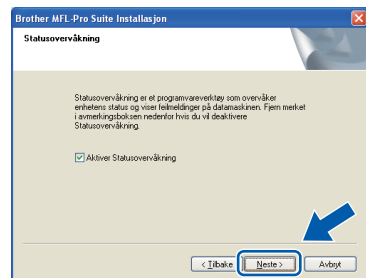 Brother MFL-Pro Suite Installasjon
Statusovervåkning
Statusovervåkning er et programvareverktøy som overvåker
enhetens status og viser feilmeldinger på datamaskinen. Fjern merket
i avmerkingsboksen nedenfor hvis du vil deaktivere
Statusovervåkning.
Aktiver Statusovervåkning
< Tilbake Neste > Avbryt